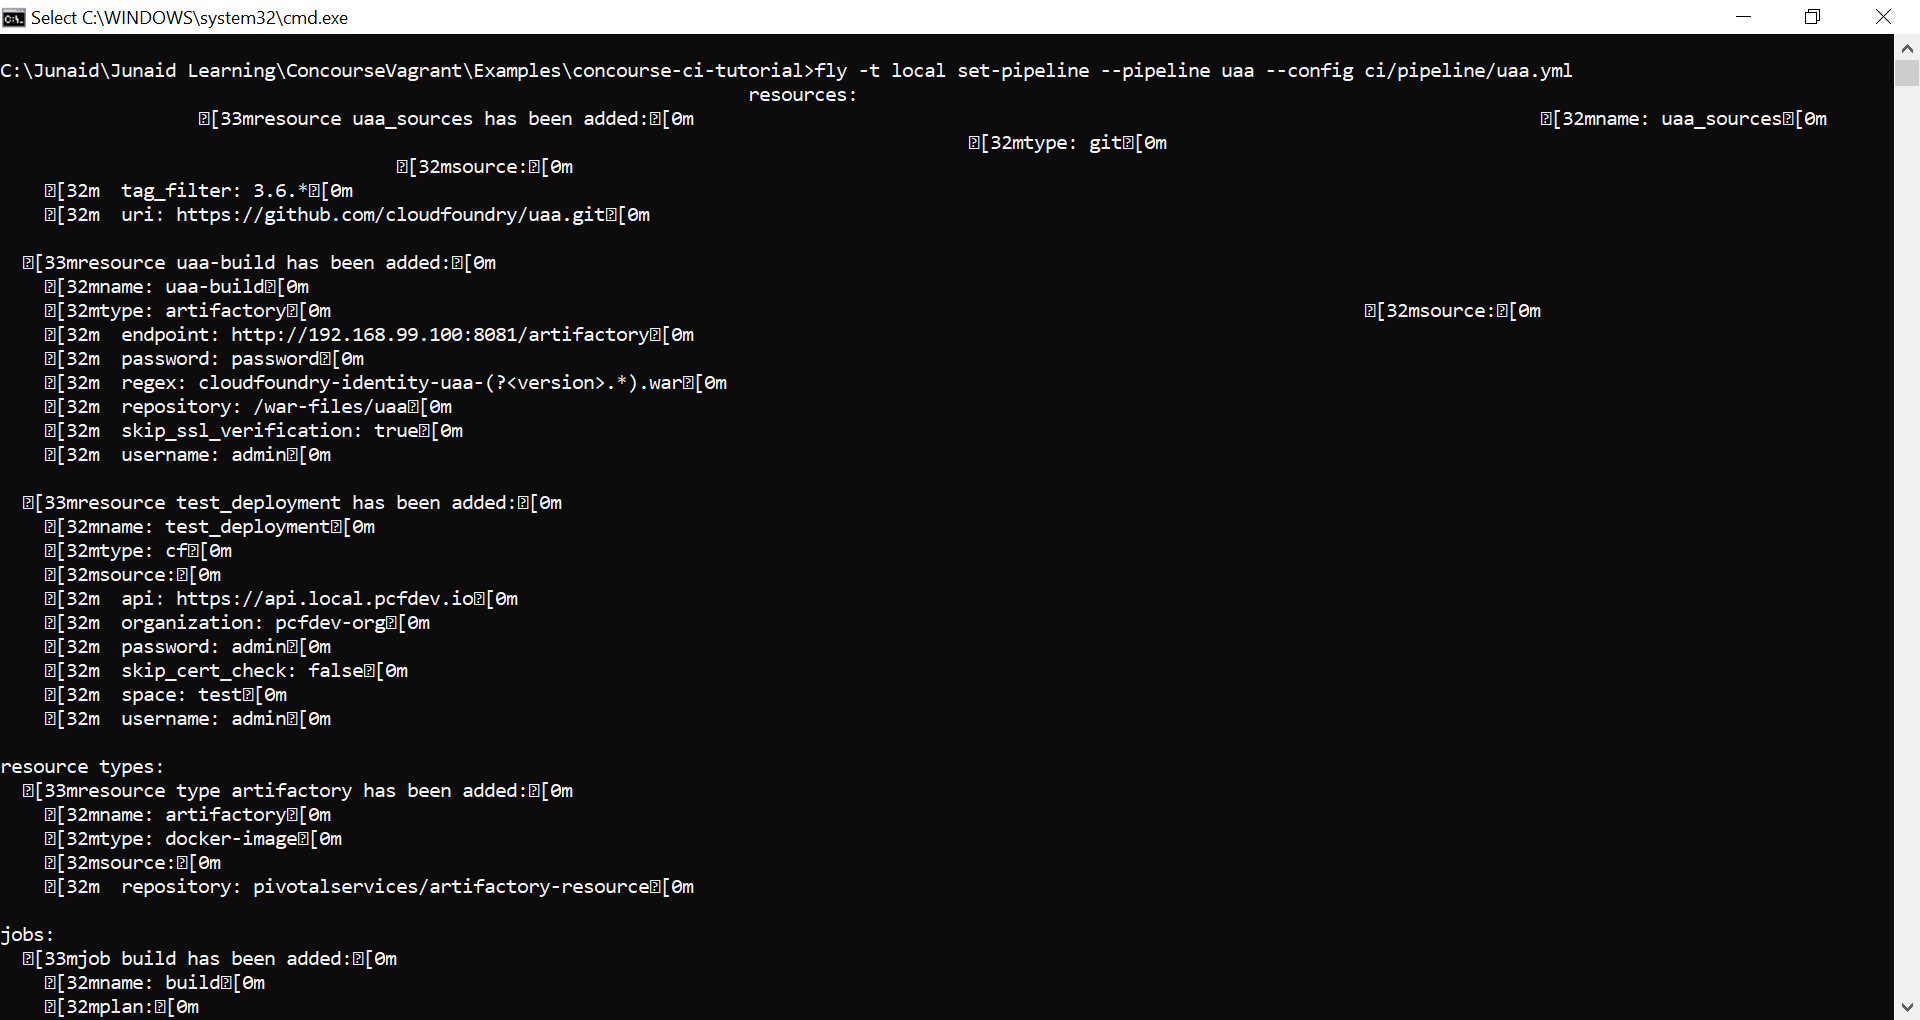 Select C:\WINDOWS\system32\cmd.exe
C:\Junaid\Junaid Learning\ConcourseVagrant\Examples\concourse-ci-tutorial>fly -t local set-pipeline --pipeline uaa --config ci/pipeline/uaa.yml
resources:
⍰[33mresource uaa_sources has been added:⍰[0m ⍰[32mname: uaa_sources⍰[0m
⍰[32mtype: git⍰[0m
⍰[32msource:⍰[0m
⍰[32m  tag_filter: 3.6.*⍰[0m
⍰[32m  uri: https://github.com/cloudfoundry/uaa.git⍰[0m
⍰[33mresource uaa-build has been added:⍰[0m
⍰[32mname: uaa-build⍰[0m
⍰[32mtype: artifactory⍰[0m ⍰[32msource:⍰[0m
⍰[32m  endpoint: http://192.168.99.100:8081/artifactory⍰[0m
⍰[32m  password: password⍰[0m
⍰[32m  regex: cloudfoundry-identity-uaa-(?<version>.*).war⍰[0m
⍰[32m  repository: /war-files/uaa⍰[0m
⍰[32m  skip_ssl_verification: true⍰[0m
⍰[32m  username: admin⍰[0m
⍰[33mresource test_deployment has been added:⍰[0m
⍰[32mname: test_deployment⍰[0m
⍰[32mtype: cf⍰[0m
⍰[32msource:⍰[0m
⍰[32m  api: https://api.local.pcfdev.io⍰[0m
⍰[32m  organization: pcfdev-org⍰[0m
⍰[32m  password: admin⍰[0m
⍰[32m  skip_cert_check: false⍰[0m
⍰[32m  space: test⍰[0m
⍰[32m  username: admin⍰[0m
resource types:
⍰[33mresource type artifactory has been added:⍰[0m
⍰[32mname: artifactory⍰[0m
⍰[32mtype: docker-image⍰[0m
⍰[32msource:⍰[0m
⍰[32m  repository: pivotalservices/artifactory-resource⍰[0m
jobs:
⍰[33mjob build has been added:⍰[0m
⍰[32mname: build⍰[0m
⍰[32mplan:⍰[0m